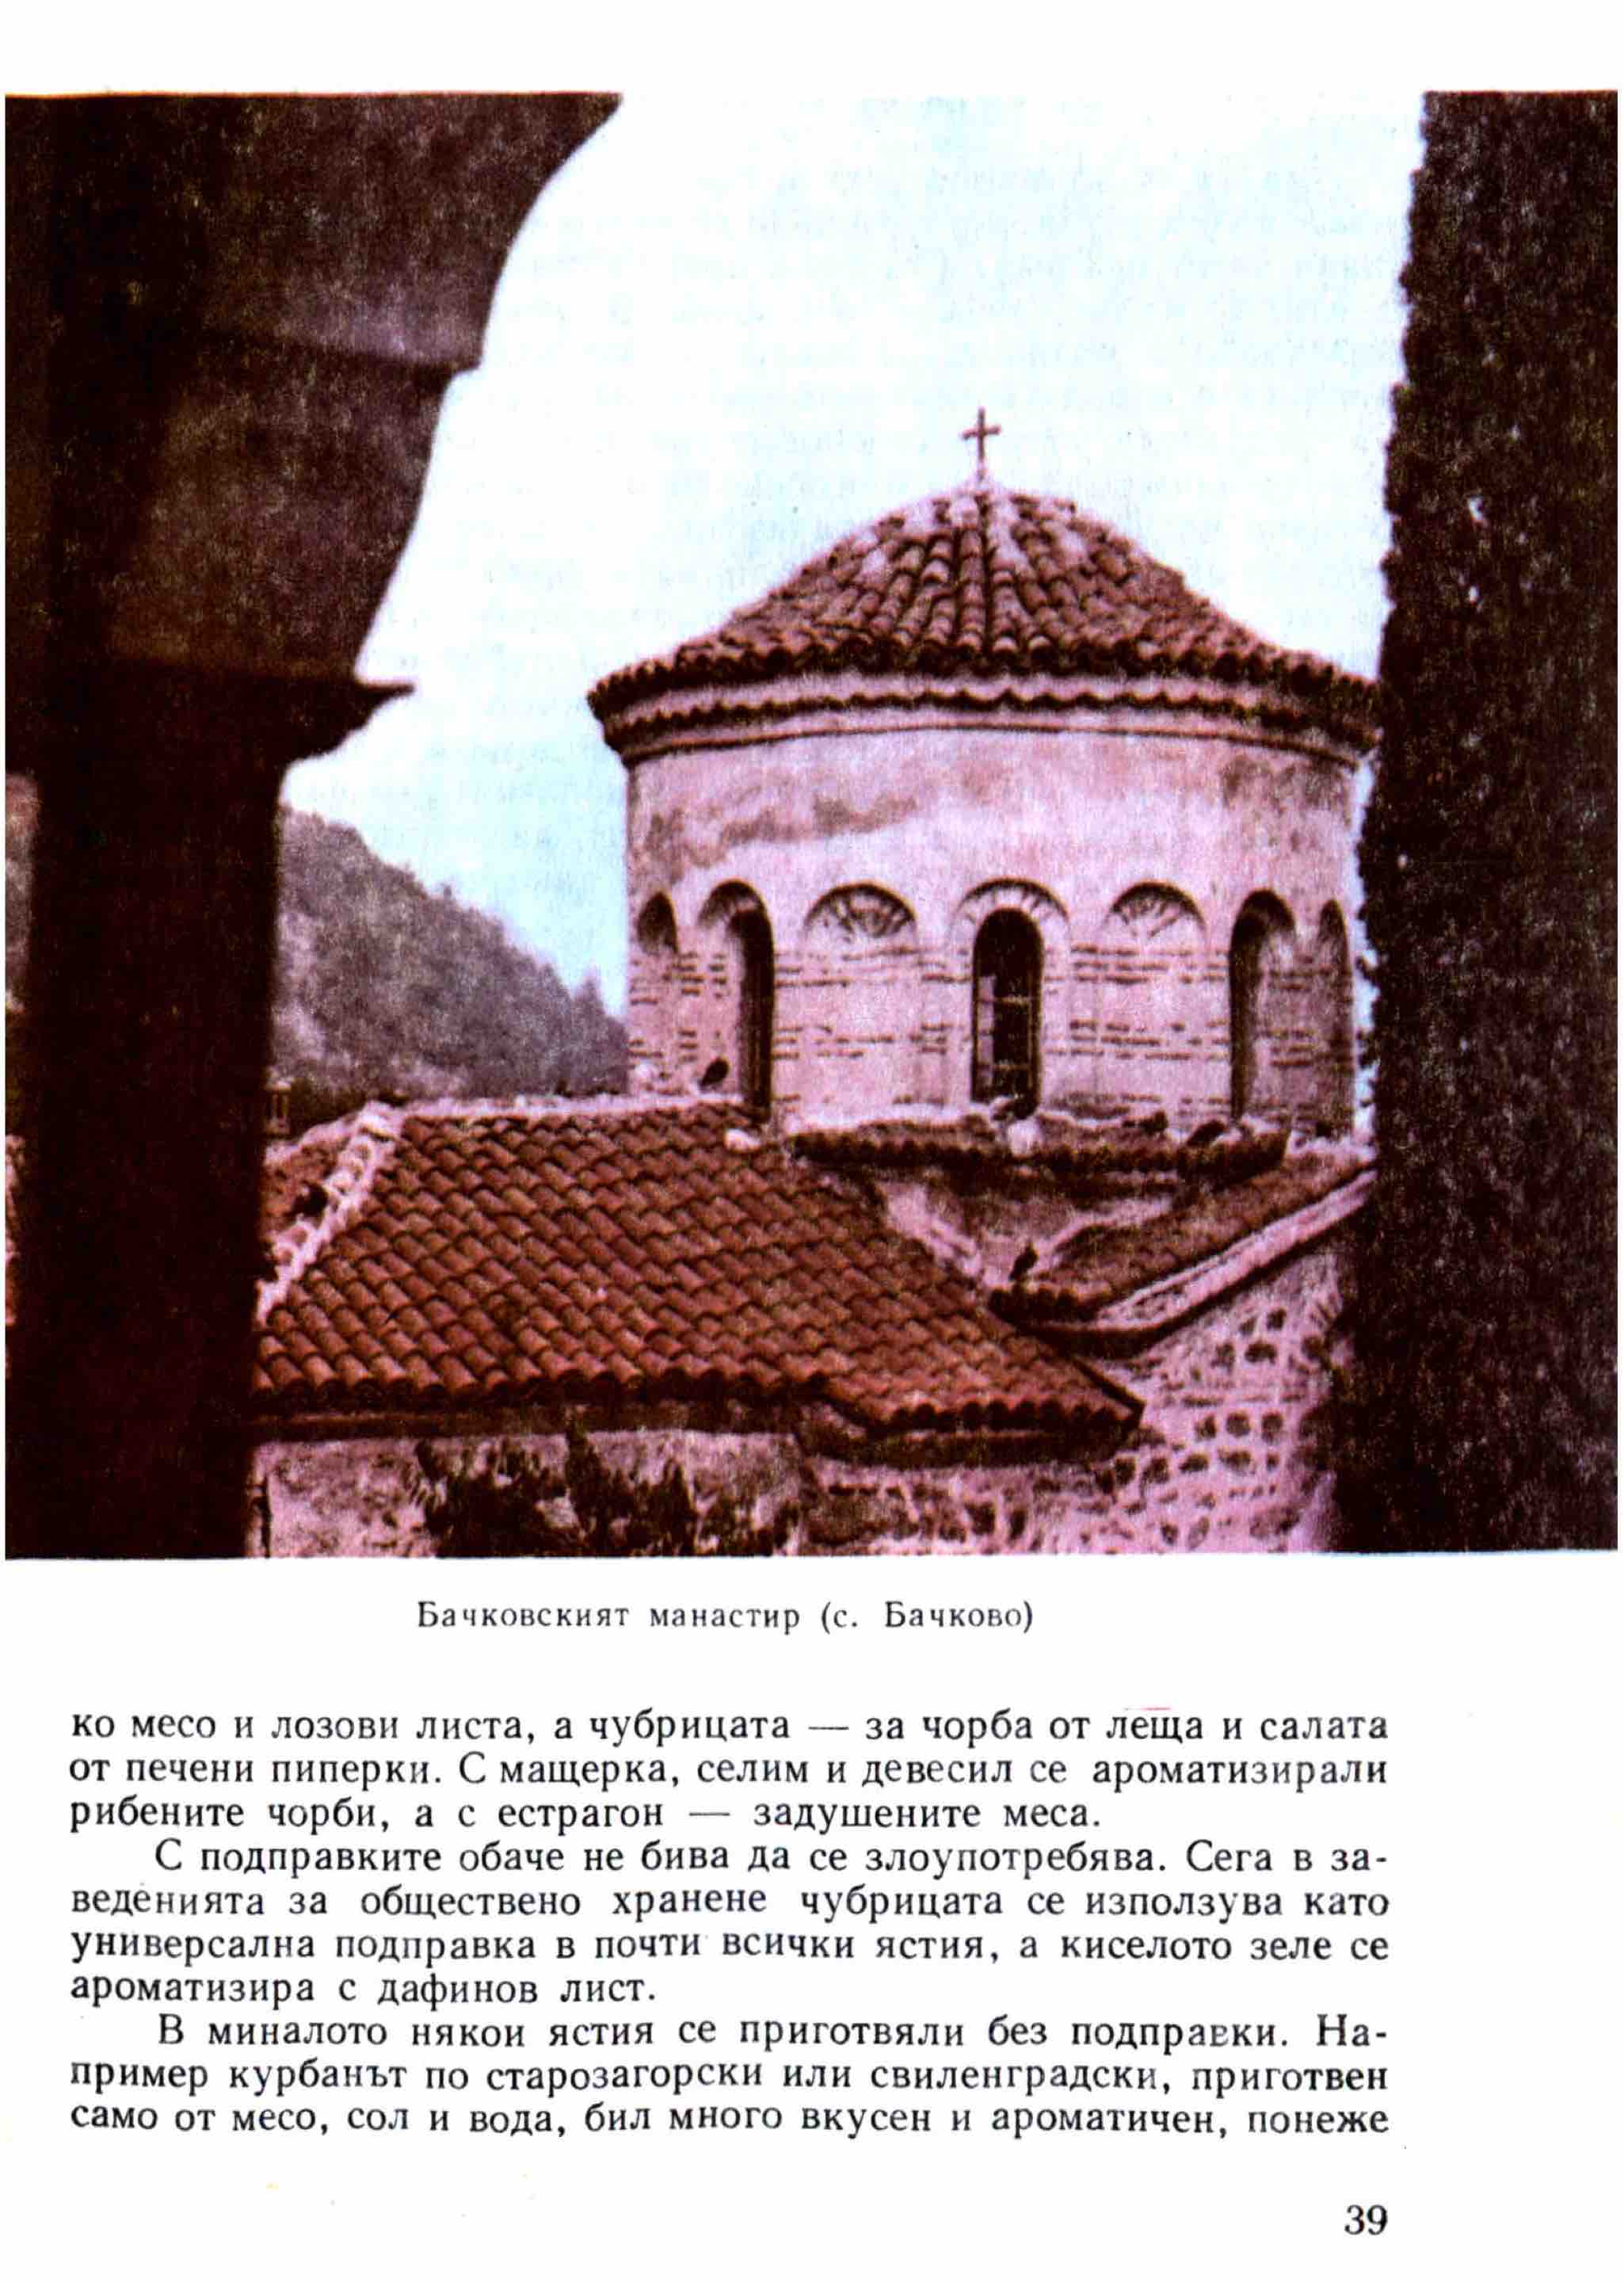 Бачковският манастир (с. Бачково)
ко месо и лозови листа, а чубрицата — за чорба от леща и салата
от печени пиперки. С мащерка, селим и девесил се ароматизирали
рибените чорби, а с естрагон — задушените меса.
С подправките обаче не бива да се злоупотребява. Сега в за-
веденията за обществено хранене чубрицата се използува като
универсална подправка в почти всички ястия, а киселото зеле се
ароматизира с дафинов лист.
В миналото някои ястия се приготвяли без подправки. На-
пример курбанът по старозагорски или свиленградски, приготвен
само от месо, сол и вода, бил много вкусен и ароматичен, понеже
39